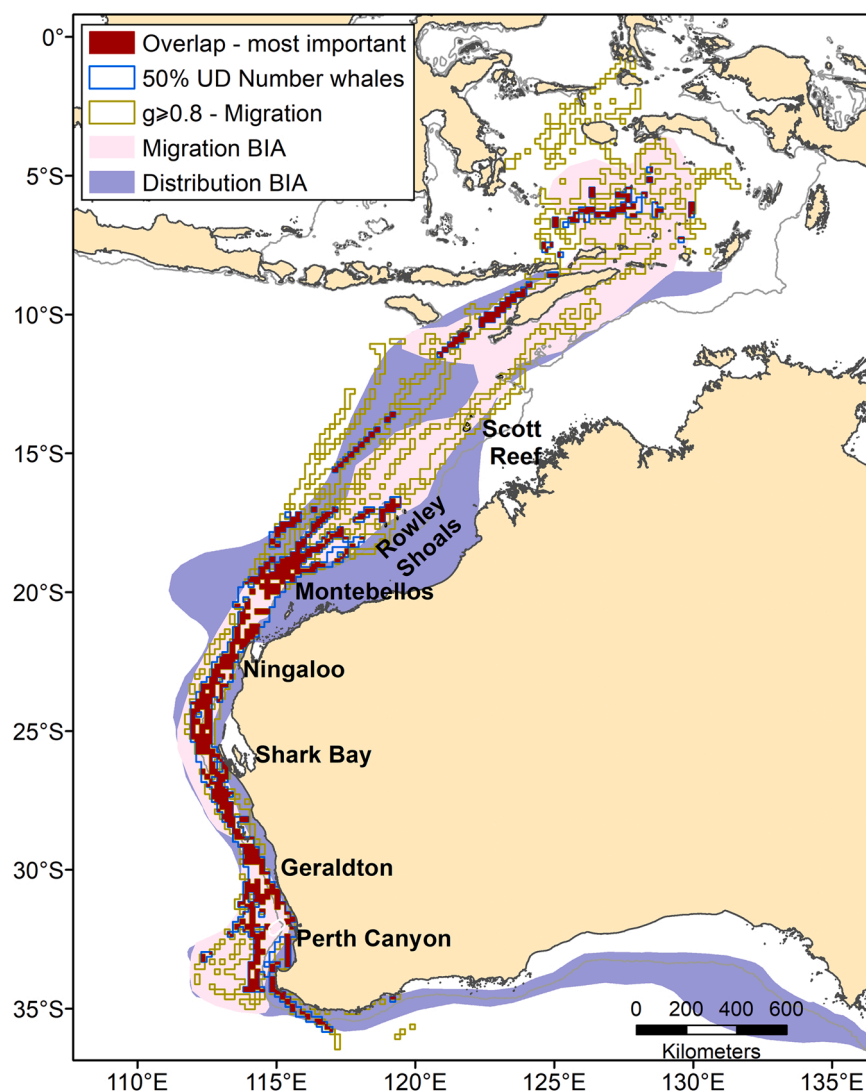 0°
Overlap - most important
50% UD Number whales
g≥0.8 - Migration
Migration BIA
Distribution BIA
5°S
10°S
15°S
20°S
25°S
30°S
35°S
Scott
Reef
Rowley
Shoals
Montebellos
Ningaloo
Shark Bay
Geraldton
Perth Canyon
0 200 400 600
Kilometers
110°E 115°E 120°E 125°E 130°E 135°E